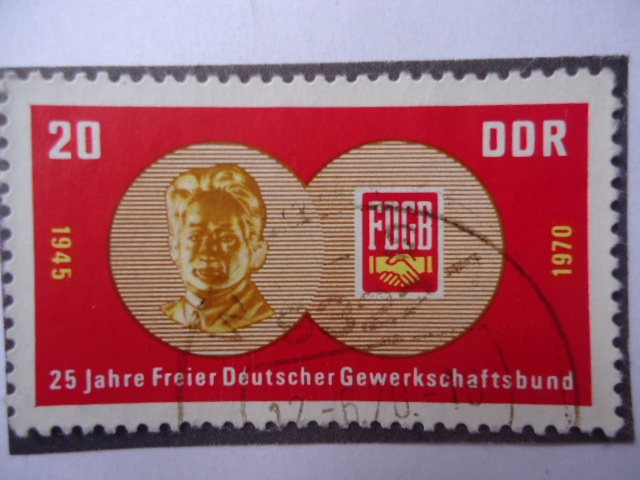 20
DDR
1945
FDGB
1970
25 Jahre Freier Deutscher Gewerkschaftsbund